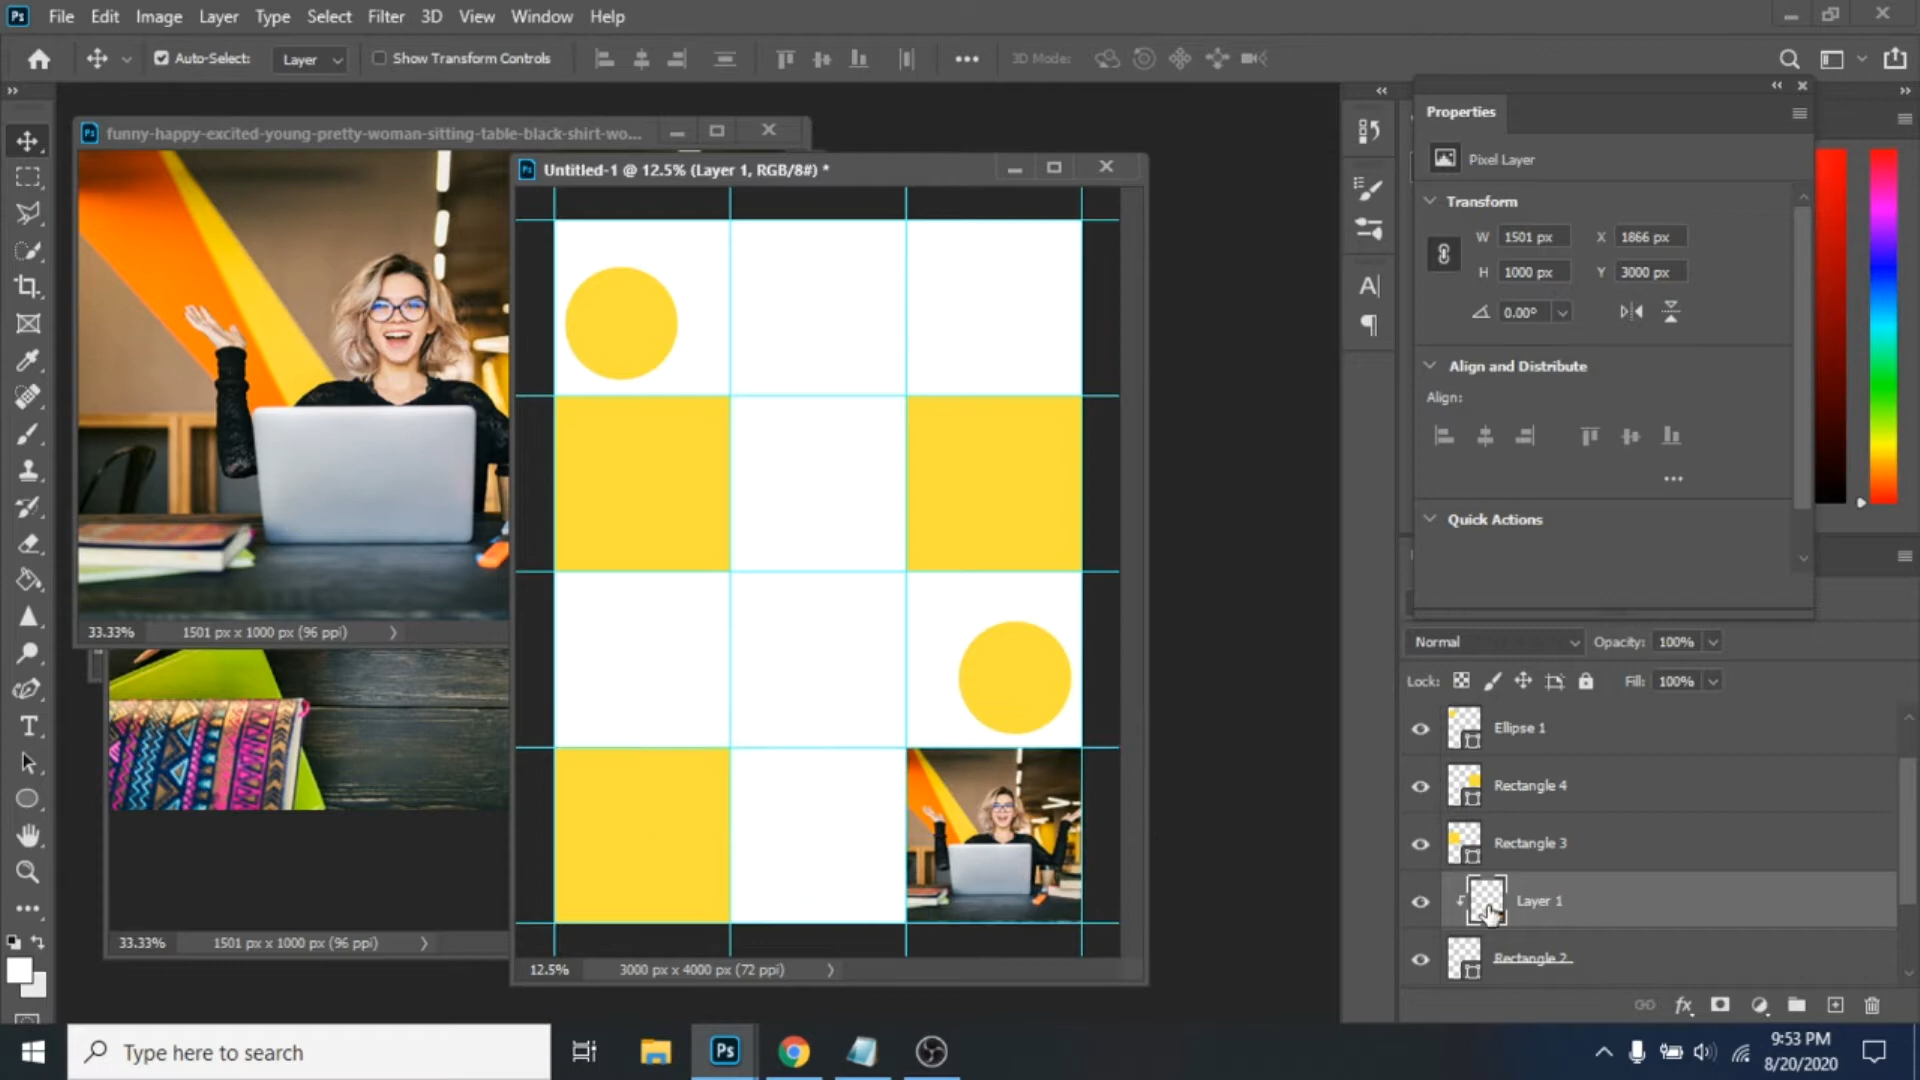 Ps File Edit Image Layer Type Select Filter 3D View Window Help
Auto-Select: Layer Show Transform Controls 3D Mode:
Ps funny-happy-excited-young-pretty-woman-sitting-table-black-shirt-wo...
Ps Untitled-1 @ 12.5% (Layer 1, RGB/8#) *
33.33% 1501 px x 1000 px (96 ppi)
33.33% 1501 px x 1000 px (96 ppi)
12.5% 3000 px x 4000 px (72 ppi)
T
A
Properties
Pixel Layer
Transform
W 1501 px X 1866 px
H 1000 px Y 3000 px
0.00°
Align and Distribute
Align:
Quick Actions
Normal Opacity: 100%
Lock: Fill: 100%
Ellipse 1
Rectangle 4
Rectangle 3
Layer 1
Rectangle 2
fx
Type here to search
Ps
9:53 PM
8/20/2020